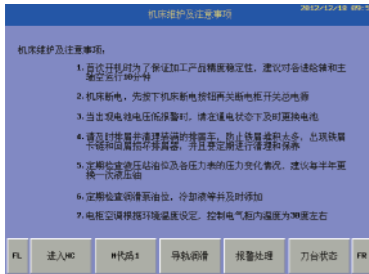 机床维护及注意事项
2012/12/18
机床维护及注意事项:
1.首次开机时为了保证加工产品精度稳定性,建议对各进给轴和主
轴空运行10分钟
2.机床断电,先按下机床断电按钮再关断电柜开关总
电源
3.当出现电池电压低报警时,请在通电状态下及时更换电池
4.请及时排屑并清理装满的排屑车,防止铁屑堆积太多,出现铁屑
卡链和回屑损坏排屑器,并且要定期进行清理和保养
5.定期检查液压站油位及各压力表的压力变化情况,建议每半年更
换一次液压油
6.定期检查润滑泵油位,冷却液等并及时添加
7.电柜空调根据环境温度设定,控制电气柜内温度为30度左右
FL 进入HC M代码1 导轨润滑 报警处理 刀台状态 FR